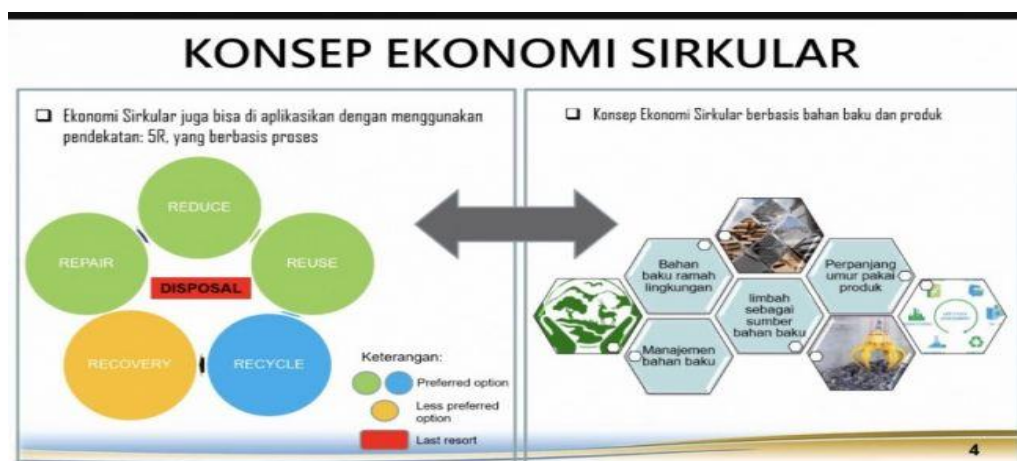 KONSEP EKONOMI SIRKULAR
❑ Ekonomi Sirkular juga bisa di aplikasikan dengan menggunakan
pendekatan: 5R, yang berbasis proses
REDUCE
REPAIR
REUSE
DISPOSAL
RECOVERY
RECYCLE
Keterangan:
Preferred option
Less preferred
option
Last resort
❑ Konsep Ekonomi Sirkular berbasis bahan baku dan produk
Bahan
baku ramah
lingkungan
Perpanjang
umur pakai
produk
limbah
sebagai
sumber
bahan baku
Manajemen
bahan baku
4